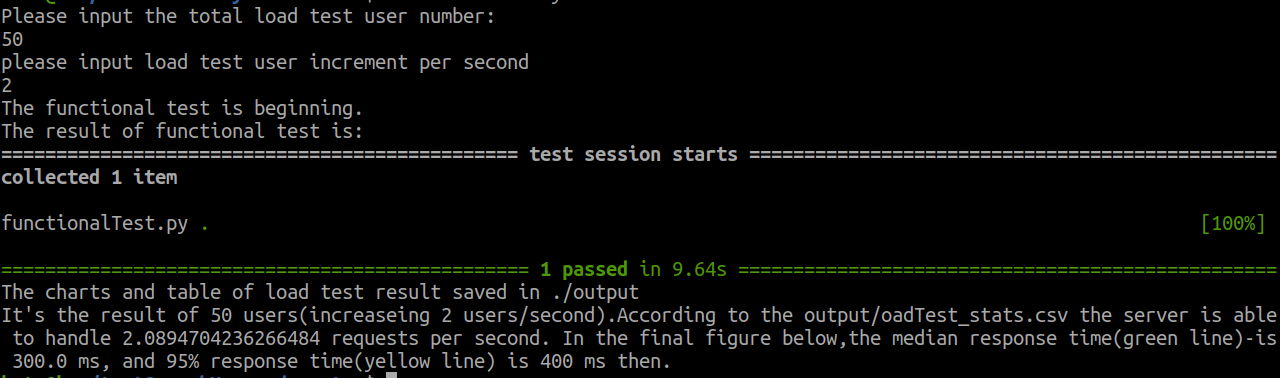 Please input the total load test user number:
50
please input load test user increment per second
2
The functional test is beginning.
The result of functional test is:
=============================================== test session starts ================================================
collected 1 item
functionalTest.py . [100%]
================================================ 1 passed in 9.64s =================================================
The charts and table of load test result saved in ./output
It's the result of 50 users(increaseing 2 users/second).According to the output/oadTest_stats.csv the server is able
to handle 2.0894704236266484 requests per second. In the final figure below,the median response time(green line)-is
300.0 ms, and 95% response time(yellow line) is 400 ms then.